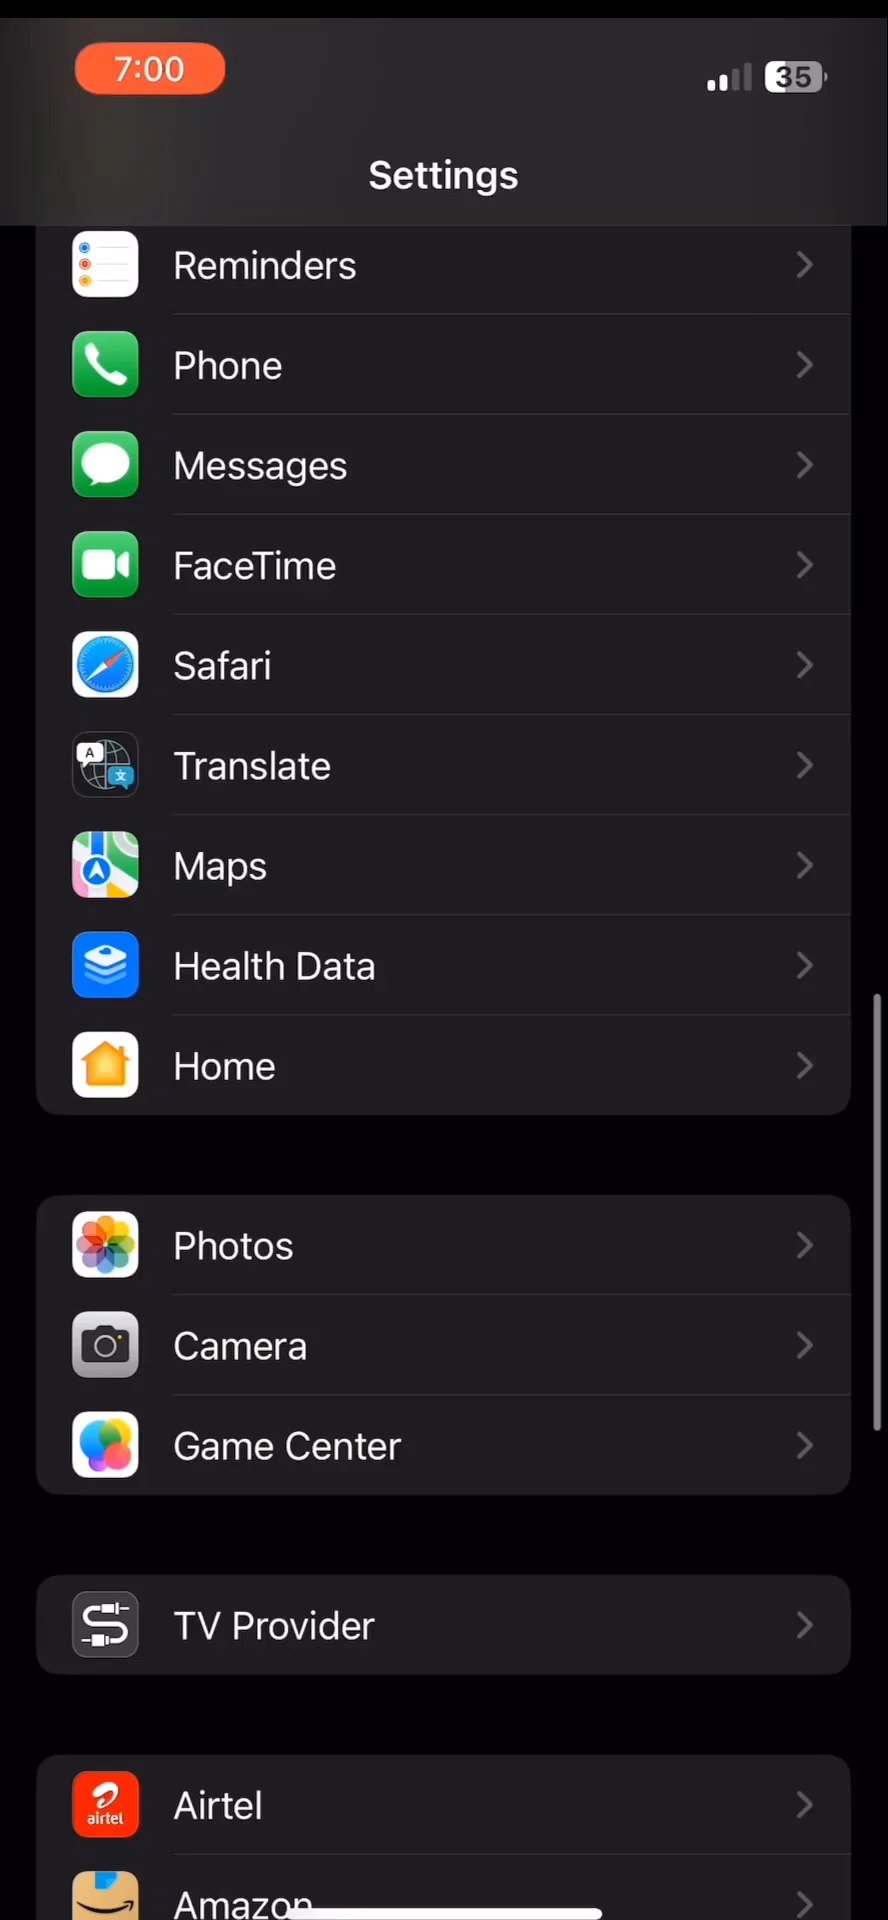 7:00
35
Settings
Reminders
Phone
Messages
FaceTime
Safari
A
文
Translate
Maps
Health Data
Home
Photos
Camera
Game Center
TV Provider
airtel
Airtel
Amazon